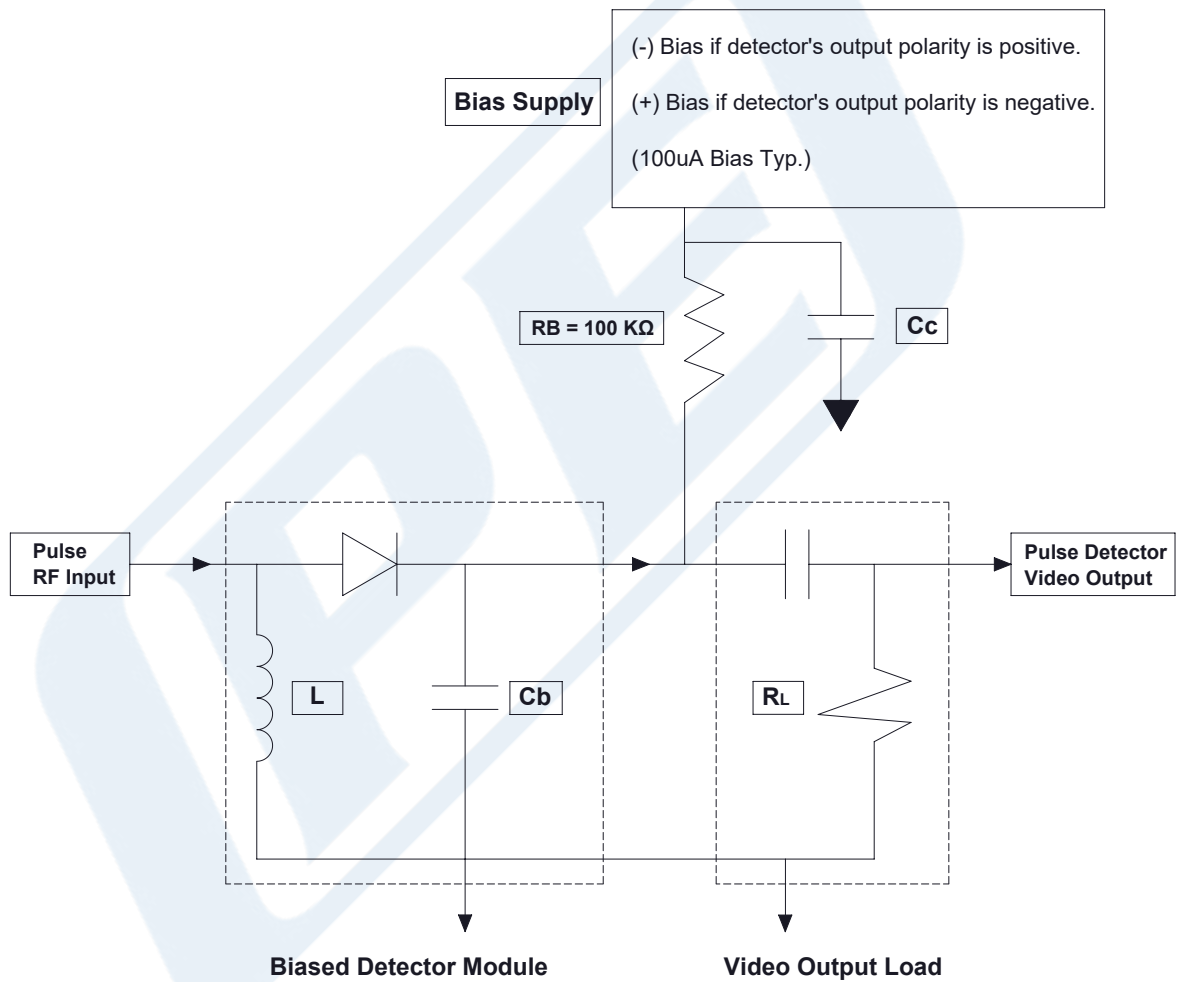 (-) Bias if detector's output polarity is positive.
Bias Supply
(+) Bias if detector's output polarity is negative.
(100uA Bias Typ.)
RB = 100 KΩ
Cc
Pulse
RF Input
Pulse Detector
Video Output
L
Cb
RL
Biased Detector Module
Video Output Load
PE